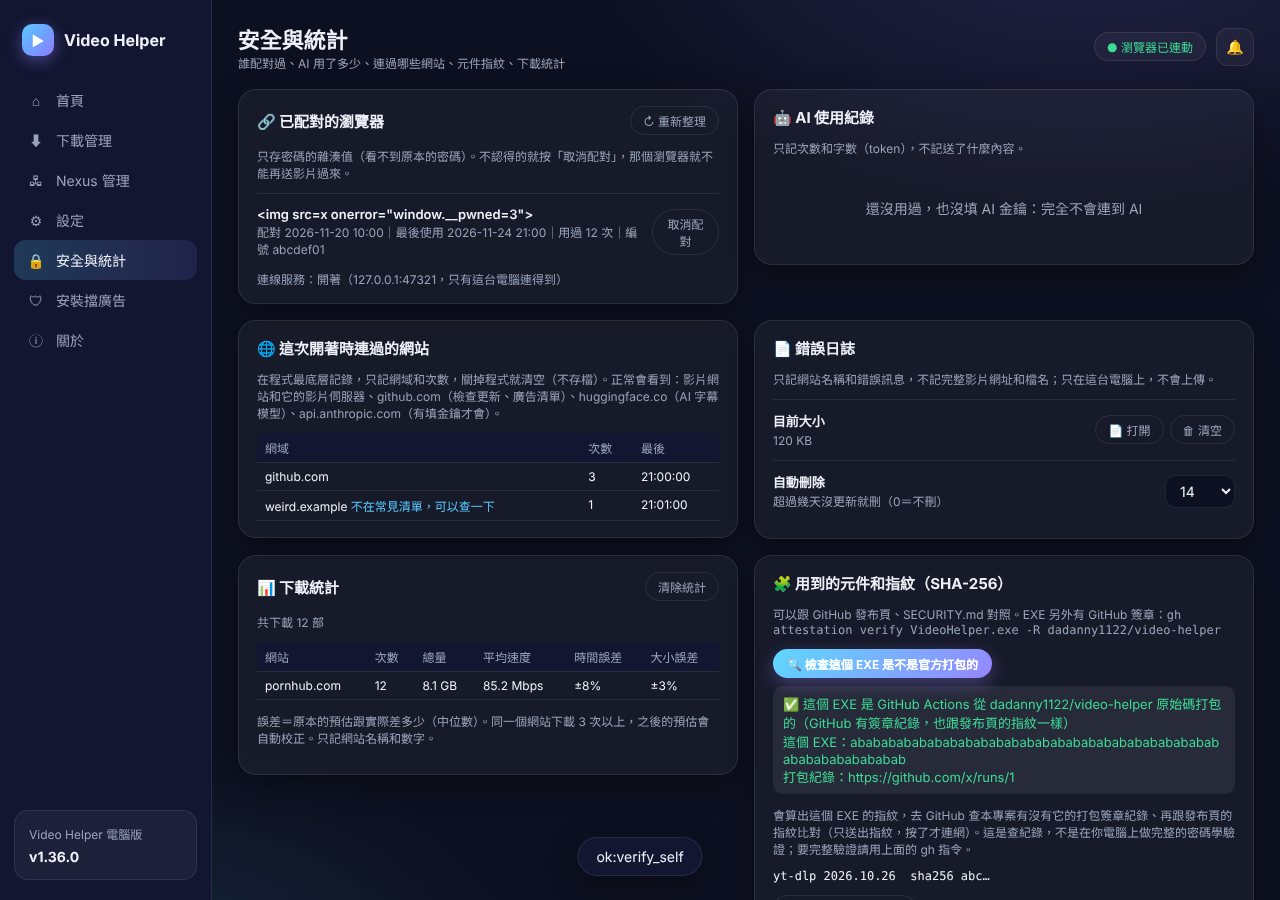 Video Helper
首頁
下載管理
Nexus 管理
設定
安全與統計
安裝擋廣告
關於
Video Helper 電腦版
v1.36.0
安全與統計
誰配對過、AI 用了多少、連過哪些網站、元件指紋、下載統計
瀏覽器已連動
已配對的瀏覽器
重新整理
只存密碼的雜湊值（看不到原本的密碼）。不認得的就按「取消配對」，那個瀏覽器就不
能再送影片過來。
<img src=x onerror="window.__pwned=3">
配對 2026-11-20 10:00｜最後使用 2026-11-24 21:00｜用過 12 次｜編
號 abcdef01
取消配
對
連線服務：開著（127.0.0.1:47321，只有這台電腦連得到）
AI 使用紀錄
只記次數和字數（token），不記送了什麼內容。
還沒用過，也沒填 AI 金鑰：完全不會連到 AI
這次開著時連過的網站
在程式最底層記錄，只記網域和次數，關掉程式就清空（不存檔）。正常會看到：影片網
站和它的影片伺服器、github.com（檢查更新、廣告清單）、huggingface.co（AI 字幕
模型）、api.anthropic.com（有填金鑰才會）。
網域 次數 最後
github.com 3 21:00:00
weird.example 不在常見清單，可以查一下 1 21:01:00
錯誤日誌
只記網站名稱和錯誤訊息，不記完整影片網址和檔名；只在這台電腦上，不會上傳。
目前大小
120 KB
打開
清空
自動刪除
超過幾天沒更新就刪（0＝不刪）
14
下載統計
清除統計
共下載 12 部
網站 次數 總量 平均速度 時間誤差 大小誤差
pornhub.com 12 8.1 GB 85.2 Mbps ±8% ±3%
誤差＝原本的預估跟實際差多少（中位數）。同一個網站下載 3 次以上，之後的預估會
自動校正。只記網站名稱和數字。
用到的元件和指紋（SHA-256）
可以跟 GitHub 發布頁、SECURITY.md 對照。EXE 另外有 GitHub 簽章：gh
attestation verify VideoHelper.exe -R dadanny1122/video-helper
檢查這個 EXE 是不是官方打包的
這個 EXE 是 GitHub Actions 從 dadanny1122/video-helper 原始碼打包
的（GitHub 有簽章紀錄，也跟發布頁的指紋一樣）
這個 EXE：abababababababababababababababababababababababab
abababababababab
打包紀錄：https://github.com/x/runs/1
會算出這個 EXE 的指紋，去 GitHub 查本專案有沒有它的打包簽章紀錄、再跟發布頁的
指紋比對（只送出指紋，按了才連網）。這是查紀錄，不是在你電腦上做完整的密碼學驗
證；要完整驗證請用上面的 gh 指令。
yt-dlp 2026.10.26 sha256 abc…
ok:verify_self